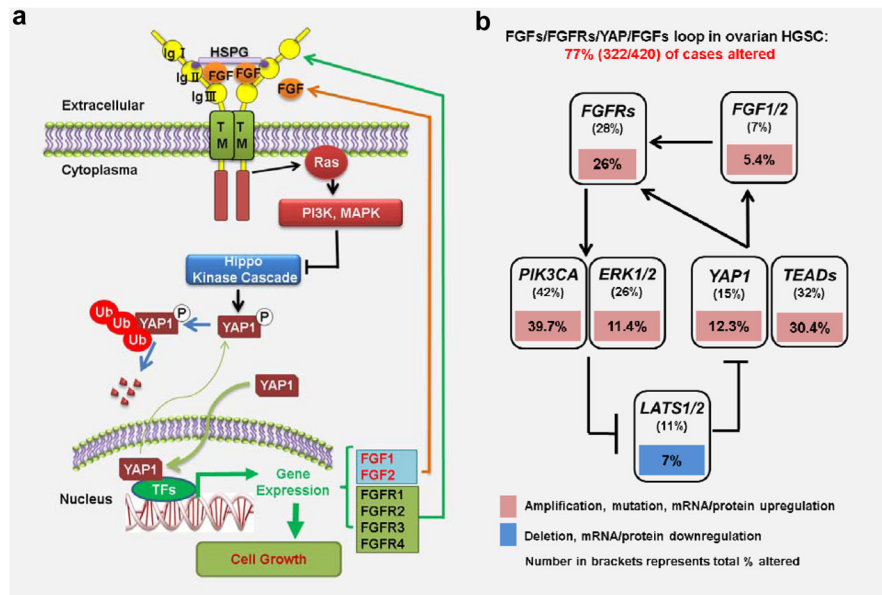 a
Ig I
HSPG
Ig II
FGF
FGF
Ig III
FGF
Extracellular
T
M
T
M
Cytoplasma
Ras
PI3K, MAPK
Hippo
Kinase Cascade
Ub
Ub
Ub
YAP1
P
YAP1
P
YAP1
YAP1
TFs
Nucleus
Gene
Expression
FGF1
FGF2
FGFR1
FGFR2
FGFR3
FGFR4
Cell Growth
b
FGFs/FGFRs/YAP/FGFs loop in ovarian HGSC:
77% (322/420) of cases altered
FGFRs
(28%)
26%
FGF1/2
(7%)
5.4%
PIK3CA
(42%)
39.7%
ERK1/2
(26%)
11.4%
YAP1
(15%)
12.3%
TEADs
(32%)
30.4%
LATS1/2
(11%)
7%
Amplification, mutation, mRNA/protein upregulation
Deletion, mRNA/protein downregulation
Number in brackets represents total % altered